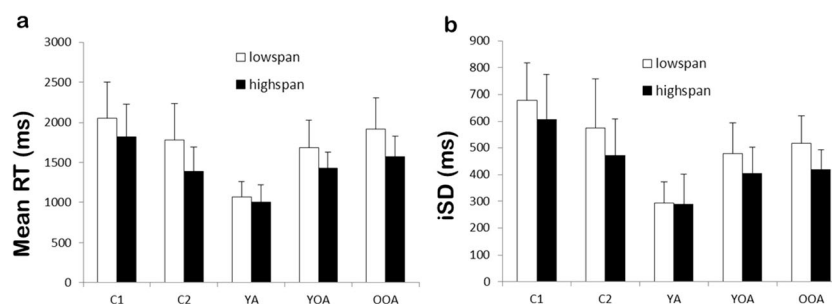 a
Mean RT (ms)
3000
2500
2000
1500
1000
500
0
lowspan
highspan
C1 C2 YA YOA OOA
b
iSD (ms)
900
800
700
600
500
400
300
200
100
0
lowspan
highspan
C1 C2 YA YOA OOA